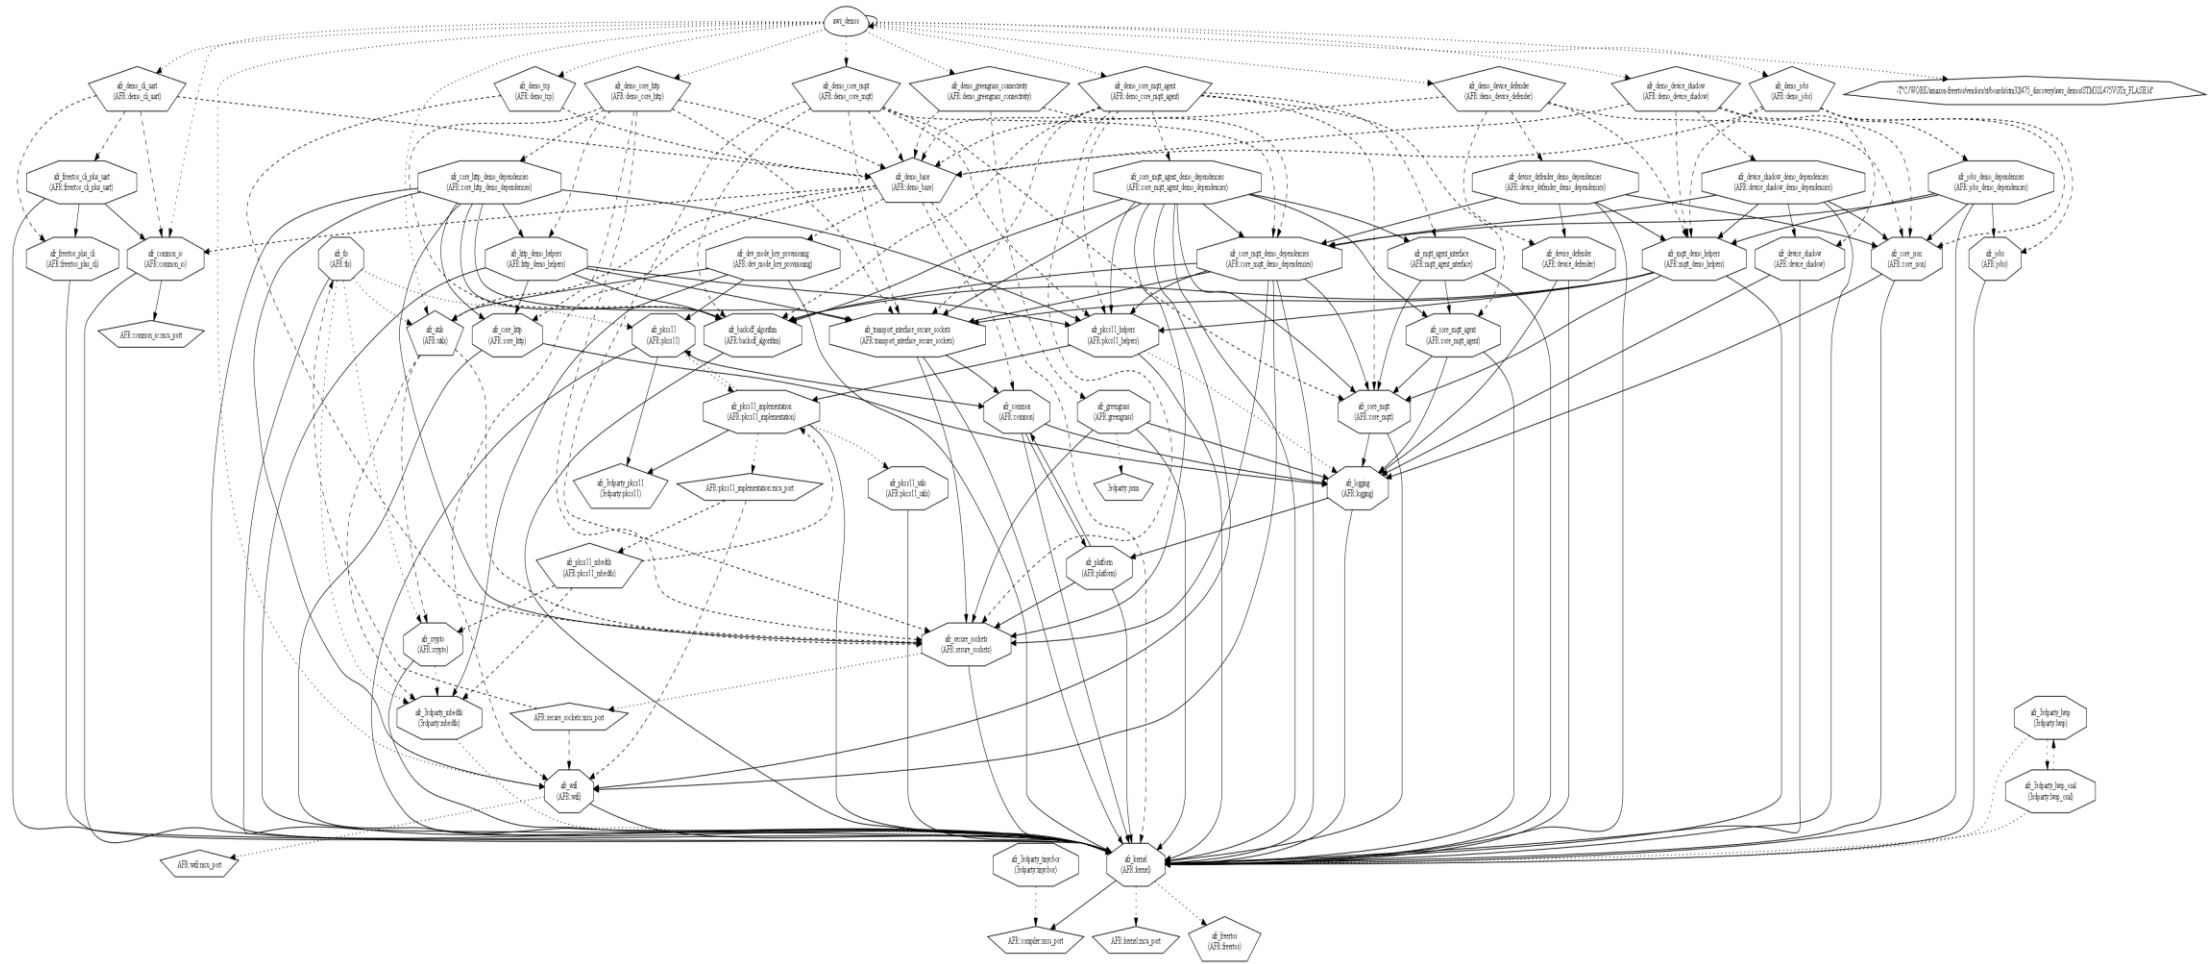 aws_demos
afr_demo_cli_uart
(AFR::demo_cli_uart)
afr_demo_tcp
(AFR::demo_tcp)
afr_demo_core_http
(AFR::demo_core_http)
afr_demo_core_mqtt
(AFR::demo_core_mqtt)
afr_demo_greengrass_connectivity
(AFR::demo_greengrass_connectivity)
afr_demo_core_mqtt_agent
(AFR::demo_core_mqtt_agent)
afr_demo_device_defender
(AFR::demo_device_defender)
afr_demo_device_shadow
(AFR::demo_device_shadow)
afr_demo_jobs
(AFR::demo_jobs)
afr_freertos_cli_plus_uart
(AFR::freertos_cli_plus_uart)
afr_core_http_demo_dependencies
(AFR::core_http_demo_dependencies)
afr_demo_base
(AFR::demo_base)
afr_core_mqtt_agent_demo_dependencies
(AFR::core_mqtt_agent_demo_dependencies)
afr_device_defender_demo_dependencies
(AFR::device_defender_demo_dependencies)
afr_device_shadow_demo_dependencies
(AFR::device_shadow_demo_dependencies)
afr_jobs_demo_dependencies
(AFR::jobs_demo_dependencies)
afr_freertos_plus_cli
(AFR::freertos_plus_cli)
afr_common_io
(AFR::common_io)
afr_tls
(AFR::tls)
afr_http_demo_helpers
(AFR::http_demo_helpers)
afr_dev_mode_key_provisioning
(AFR::dev_mode_key_provisioning)
afr_core_mqtt_demo_dependencies
(AFR::core_mqtt_demo_dependencies)
afr_mqtt_agent_interface
(AFR::mqtt_agent_interface)
afr_device_defender
(AFR::device_defender)
afr_mqtt_demo_helpers
(AFR::mqtt_demo_helpers)
afr_device_shadow
(AFR::device_shadow)
afr_core_json
(AFR::core_json)
afr_jobs
(AFR::jobs)
AFR::common_io::mcu_port
afr_utils
(AFR::utils)
afr_core_http
(AFR::core_http)
afr_pkcs11
(AFR::pkcs11)
afr_backoff_algorithm
(AFR::backoff_algorithm)
afr_transport_interface_secure_sockets
(AFR::transport_interface_secure_sockets)
afr_pkcs11_helpers
(AFR::pkcs11_helpers)
afr_core_mqtt_agent
(AFR::core_mqtt_agent)
afr_pkcs11_implementation
(AFR::pkcs11_implementation)
afr_common
(AFR::common)
afr_greengrass
(AFR::greengrass)
afr_core_mqtt
(AFR::core_mqtt)
afr_3rdparty_pkcs11
(3rdparty::pkcs11)
AFR::pkcs11_implementation::mcu_port
afr_pkcs11_utils
(AFR::pkcs11_utils)
3rdparty::jsmn
afr_logging
(AFR::logging)
afr_pkcs11_mbedtls
(AFR::pkcs11_mbedtls)
afr_platform
(AFR::platform)
afr_crypto
(AFR::crypto)
afr_secure_sockets
(AFR::secure_sockets)
afr_3rdparty_mbedtls
(3rdparty::mbedtls)
AFR::secure_sockets::mcu_port
afr_3rdparty_lwip
(3rdparty::lwip)
afr_wifi
(AFR::wifi)
afr_3rdparty_lwip_osal
(3rdparty::lwip_osal)
AFR::wifi::mcu_port
afr_3rdparty_tinycbor
(3rdparty::tinycbor)
afr_kernel
(AFR::kernel)
AFR::compiler::mcu_port
AFR::kernel::mcu_port
afr_freertos
(AFR::freertos)